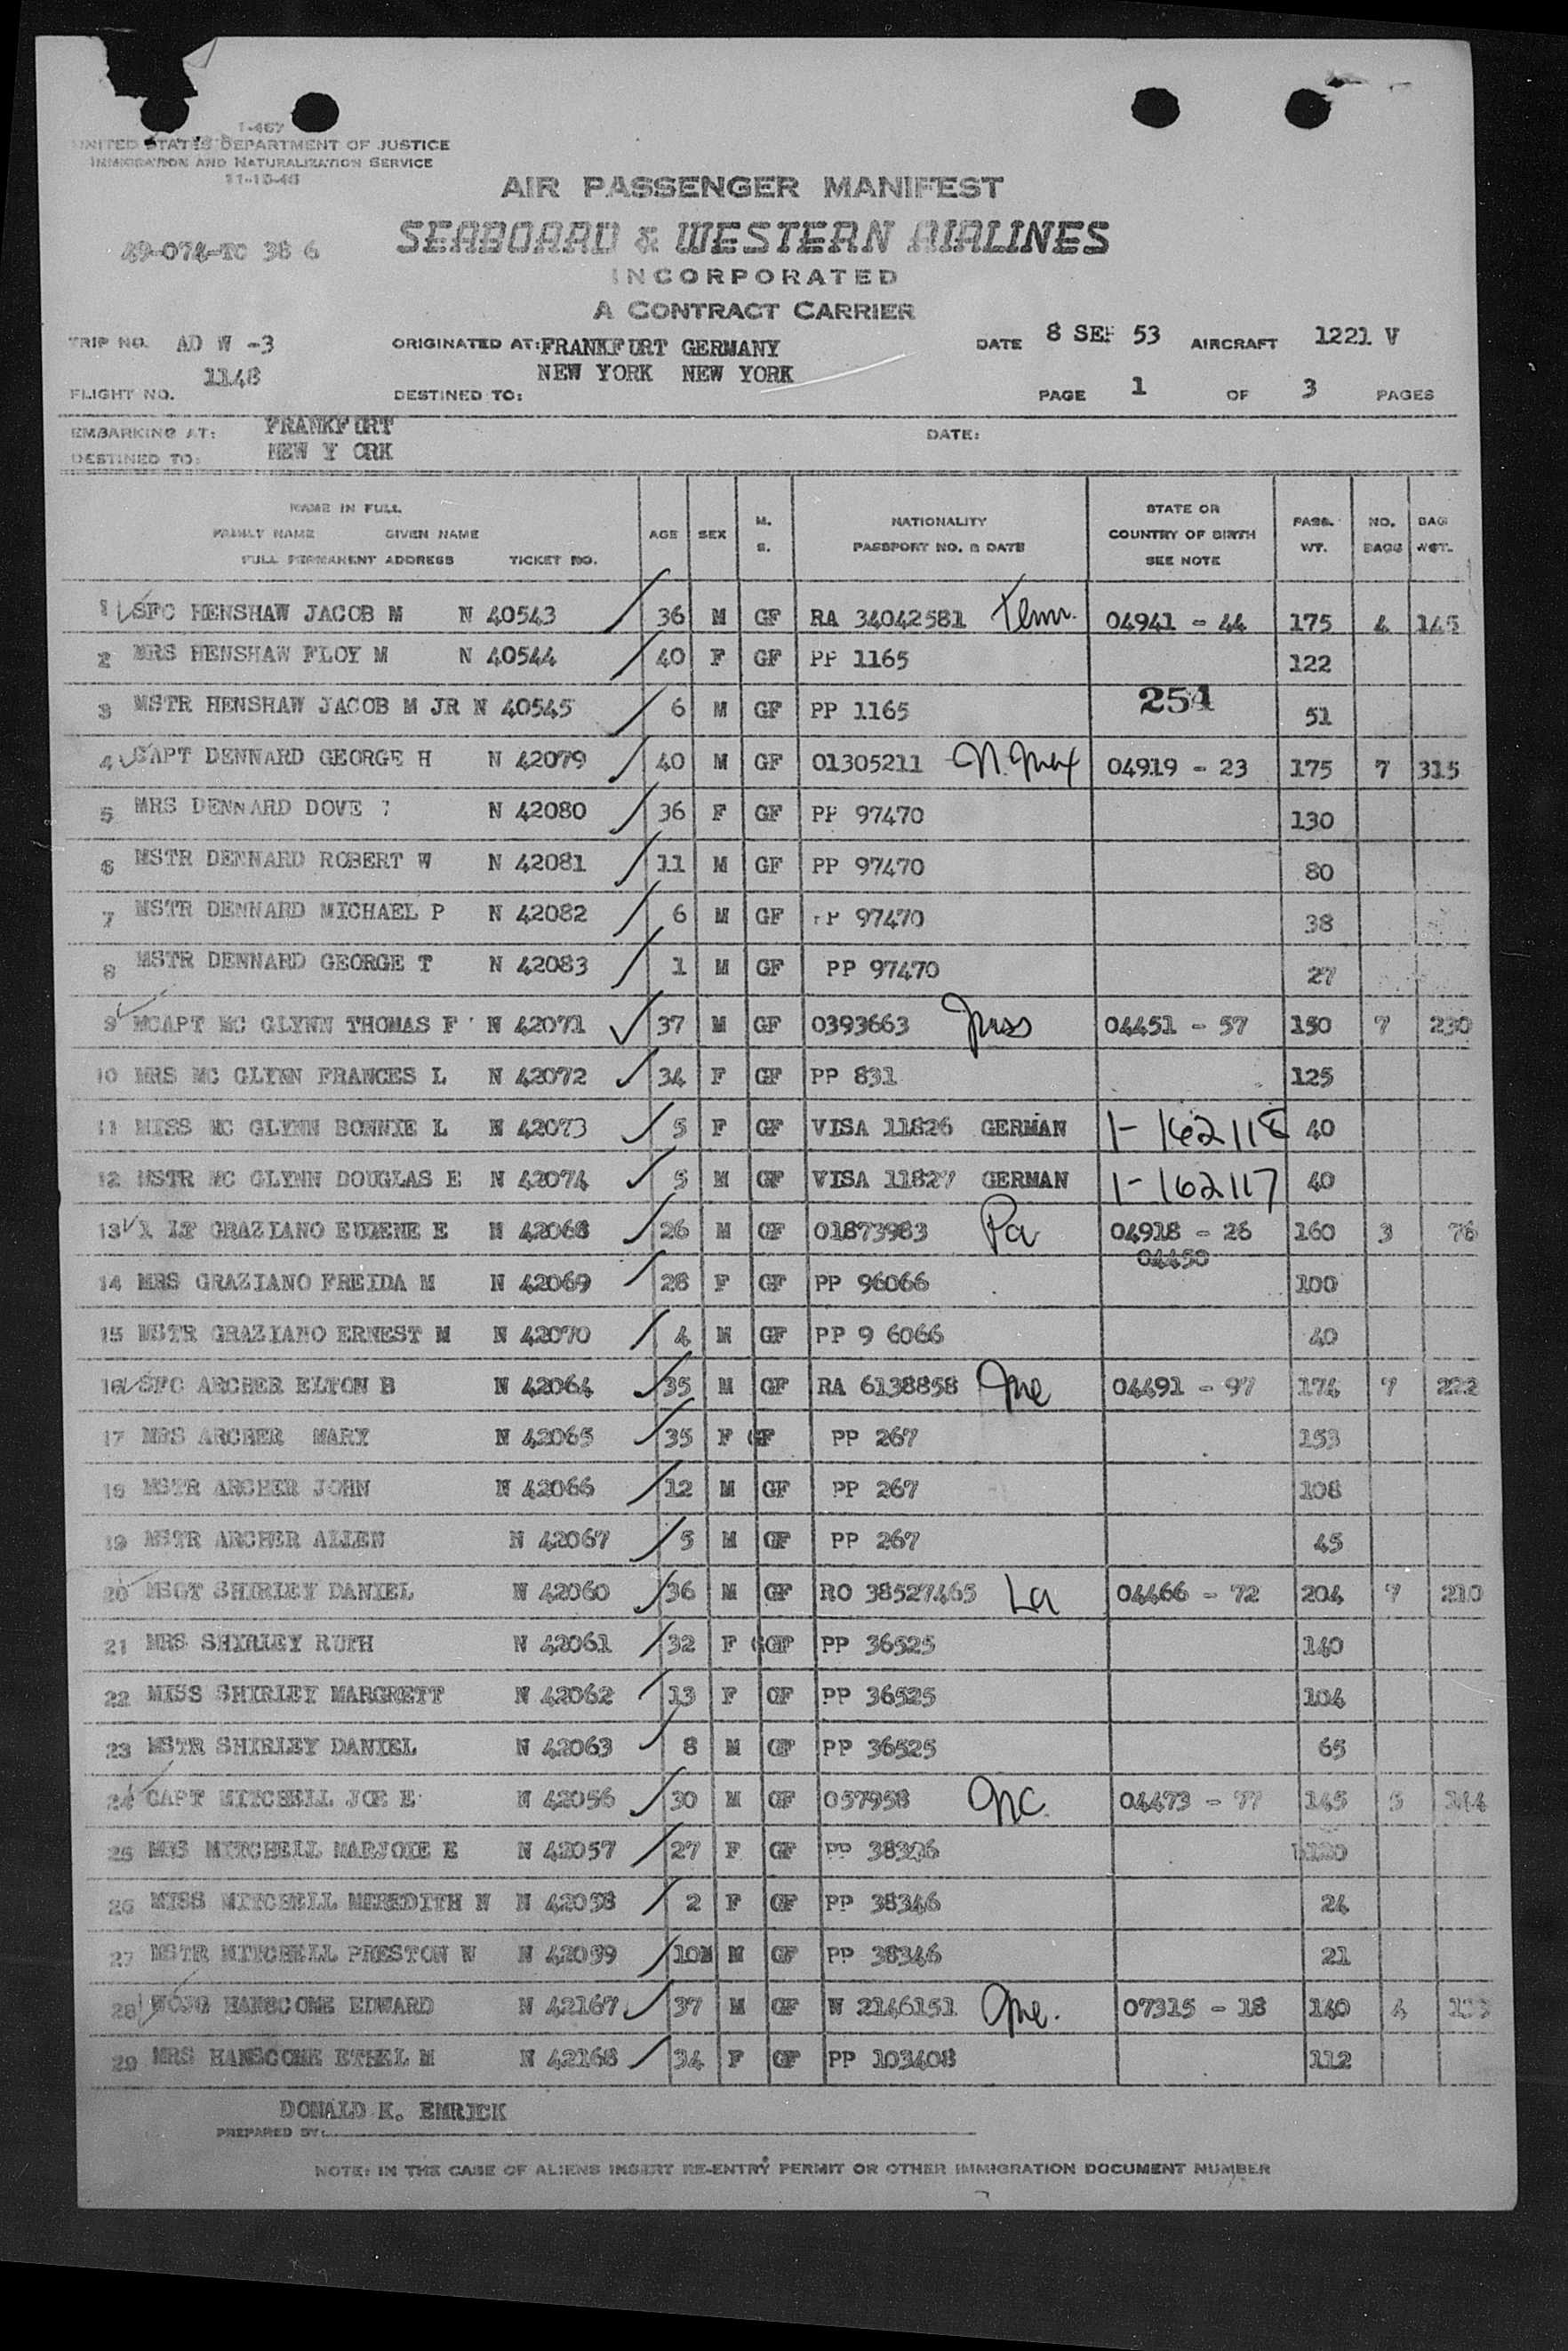 I-467
UNITED STATES DEPARTMENT OF JUSTICE
IMMIGRATION AND NATURALIZATION SERVICE
11-10-48
AIR PASSENGER MANIFEST
49-074-TC 38 6
SEABOARD & WESTERN AIRLINES
INCORPORATED
A CONTRACT CARRIER
TRIP NO. AD W -3 ORIGINATED AT: FRANKFURT GERMANY DATE 8 SEP 53 AIRCRAFT 1221 V
FLIGHT NO. 1148 DESTINED TO: NEW YORK NEW YORK PAGE 1 OF 3 PAGES
EMBARKING AT: FRANKFURT DATE:
DESTINED TO: NEW Y ORK
NAME IN FULL
FAMILY NAME GIVEN NAME
FULL PERMANENT ADDRESS TICKET NO.
AGE SEX M. S. NATIONALITY PASSPORT NO. & DATE STATE OR COUNTRY OF BIRTH SEE NOTE PASS. WT. NO. BAGS BAG WGT.
1 SFC HENSHAW JACOB M N 40543 36 M GF RA 34042581 Tenn. 04941 - 44 175 4 145
2 MRS HENSHAW FLOY M N 40544 40 F GF PP 1165 122
3 MSTR HENSHAW JACOB M JR N 40545 6 M GF PP 1165 254 51
4 CAPT DENNARD GEORGE H N 42079 40 M GF 01305211 N. Mex 04919 - 23 175 7 315
5 MRS DENNARD DOVE N 42080 36 F GF PP 97470 130
6 MSTR DENNARD ROBERT W N 42081 11 M GF PP 97470 80
7 MSTR DENNARD MICHAEL P N 42082 6 M GF PP 97470 38
8 MSTR DENNARD GEORGE T N 42083 1 M GF PP 97470 27
9 MCAPT MC GLYNN THOMAS F N 42071 37 M GF 0393663 04451 - 57 150 7 230
10 MRS MC GLYNN FRANCES L N 42072 34 F GF PP 831 125
11 MISS MC GLYNN BONNIE L N 42073 5 F GF VISA 11826 GERMAN 1-162118 40
12 MSTR MC GLYNN DOUGLAS E N 42074 5 M GF VISA 11827 GERMAN 1-162117 40
13 1 LT GRAZIANO EUGENE E N 42068 26 M GF 01873983 Pa 04918 - 26 160 3 76
04450
14 MRS GRAZIANO FREIDA M N 42069 28 F GF PP 96066 100
15 MSTR GRAZIANO ERNEST M N 42070 4 M GF PP 9 6066 40
16 SFC ARCHER ELTON B N 42064 35 M GF RA 6138858 Me 04491 - 97 174 7 222
17 MRS ARCHER MARY N 42065 35 F GF PP 267 153
18 MSTR ARCHER JOHN N 42066 12 M GF PP 267 108
19 MSTR ARCHER ALLEN N 42067 5 M GF PP 267 45
20 MSGT SHIRLEY DANIEL N 42060 36 M GF RO 38527465 La 04466 - 72 204 7 210
21 MRS SHIRLEY RUTH N 42061 32 F GF PP 36525 140
22 MISS SHIRLEY MARGRETT N 42062 13 F GF PP 36525 104
23 MSTR SHIRLEY DANIEL N 42063 8 M GF PP 36525 65
24 CAPT MITCHELL JOE E N 42056 30 M GF 057958 NC. 04473 - 77 145 5 144
25 MRS MITCHELL MARJOIE E N 42057 27 F GF PP
26 MISS MITCHELL MEREDITH W N 42058 2 F GF PP 38346 24
27 MSTR MITCHELL PRESTON W N 42059 10M M GF PP 38346 21
28 WOJG HANSCOME EDWARD N 42167 37 M GF W 2146151 Me. 07315 - 18 140 4
29 MRS HANSCOME ETHEL M N 42168 34 F GF PP 103408 112
DONALD K. EMRICK
PREPARED BY:
NOTE: IN THE CASE OF ALIENS INSERT RE-ENTRY PERMIT OR OTHER IMMIGRATION DOCUMENT NUMBER